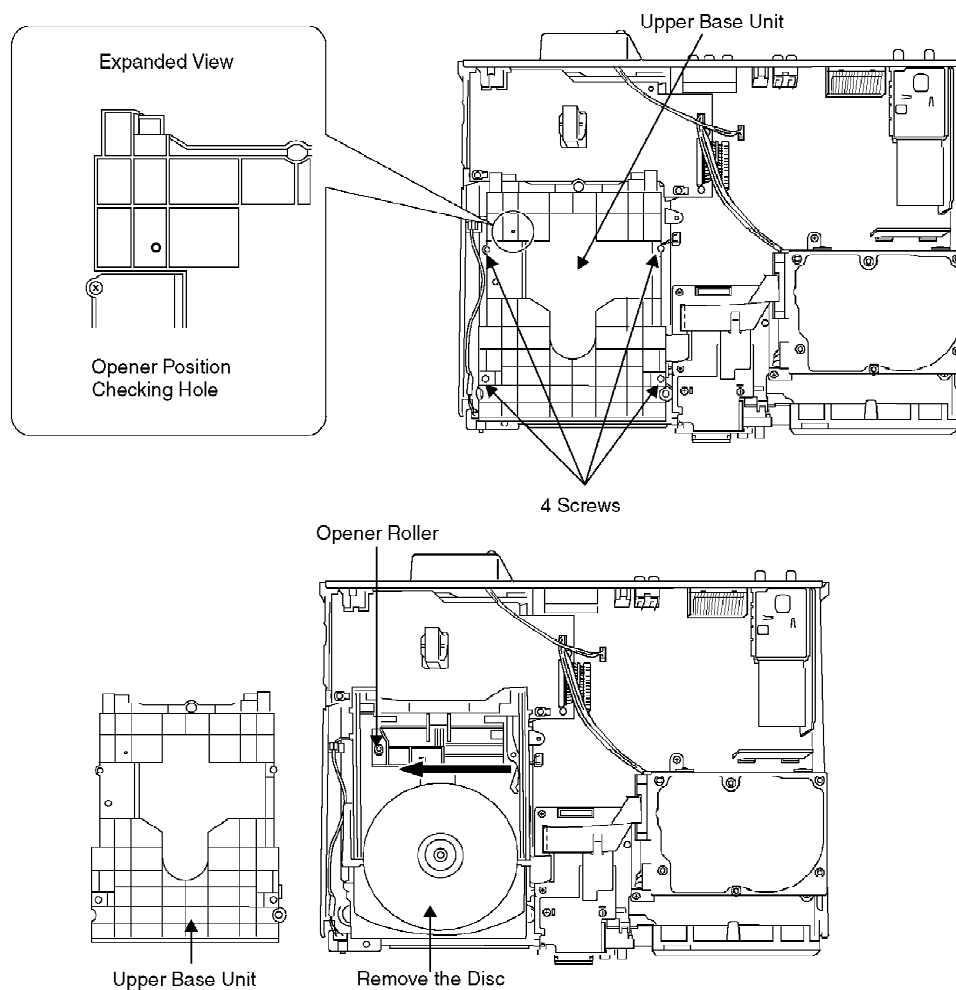 Upper Base Unit
Expanded View
Opener Position
Checking Hole
4 Screws
Opener Roller
Upper Base Unit
Remove the Disc